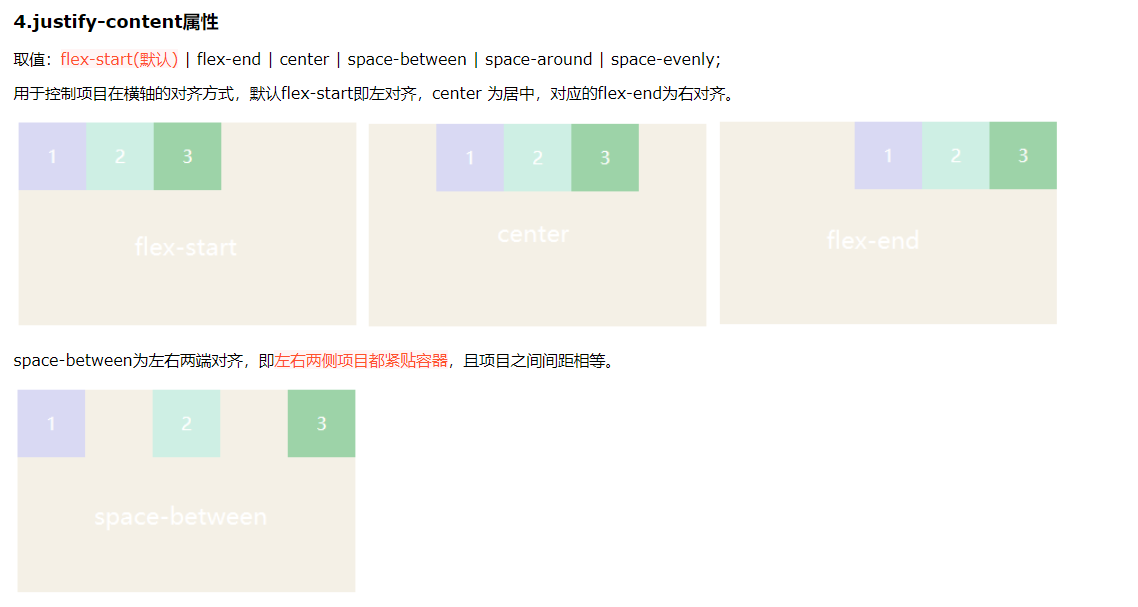 4.justify-content属性
取值：flex-start(默认) | flex-end | center | space-between | space-around | space-evenly;
用于控制项目在横轴的对齐方式，默认flex-start即左对齐，center 为居中，对应的flex-end为右对齐。
1 2 3
flex-start
1 2 3
center
1 2 3
flex-end
space-between为左右两端对齐，即左右两侧项目都紧贴容器，且项目之间间距相等。
1 2 3
space-between